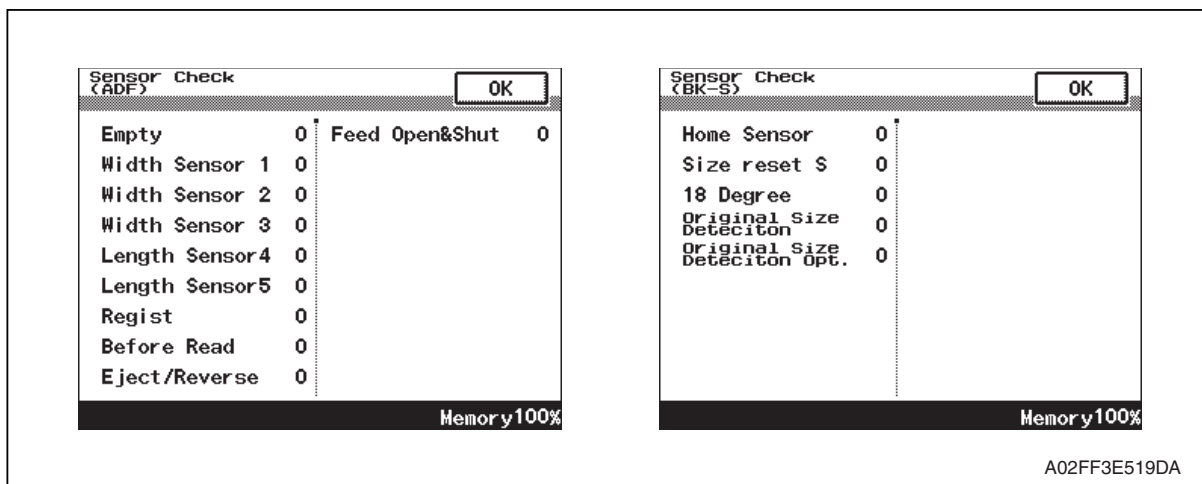 Sensor Check
(ADF)
OK
Empty 0
Width Sensor 1 0
Width Sensor 2 0
Width Sensor 3 0
Length Sensor4 0
Length Sensor5 0
Regist 0
Before Read 0
Eject/Reverse 0
Feed Open&Shut 0
Memory100%
Sensor Check
(BK-S)
OK
Home Sensor 0
Size reset S 0
18 Degree 0
Original Size
Deteciton 0
Original Size
Deteciton Opt. 0
Memory100%
A02FF3E519DA